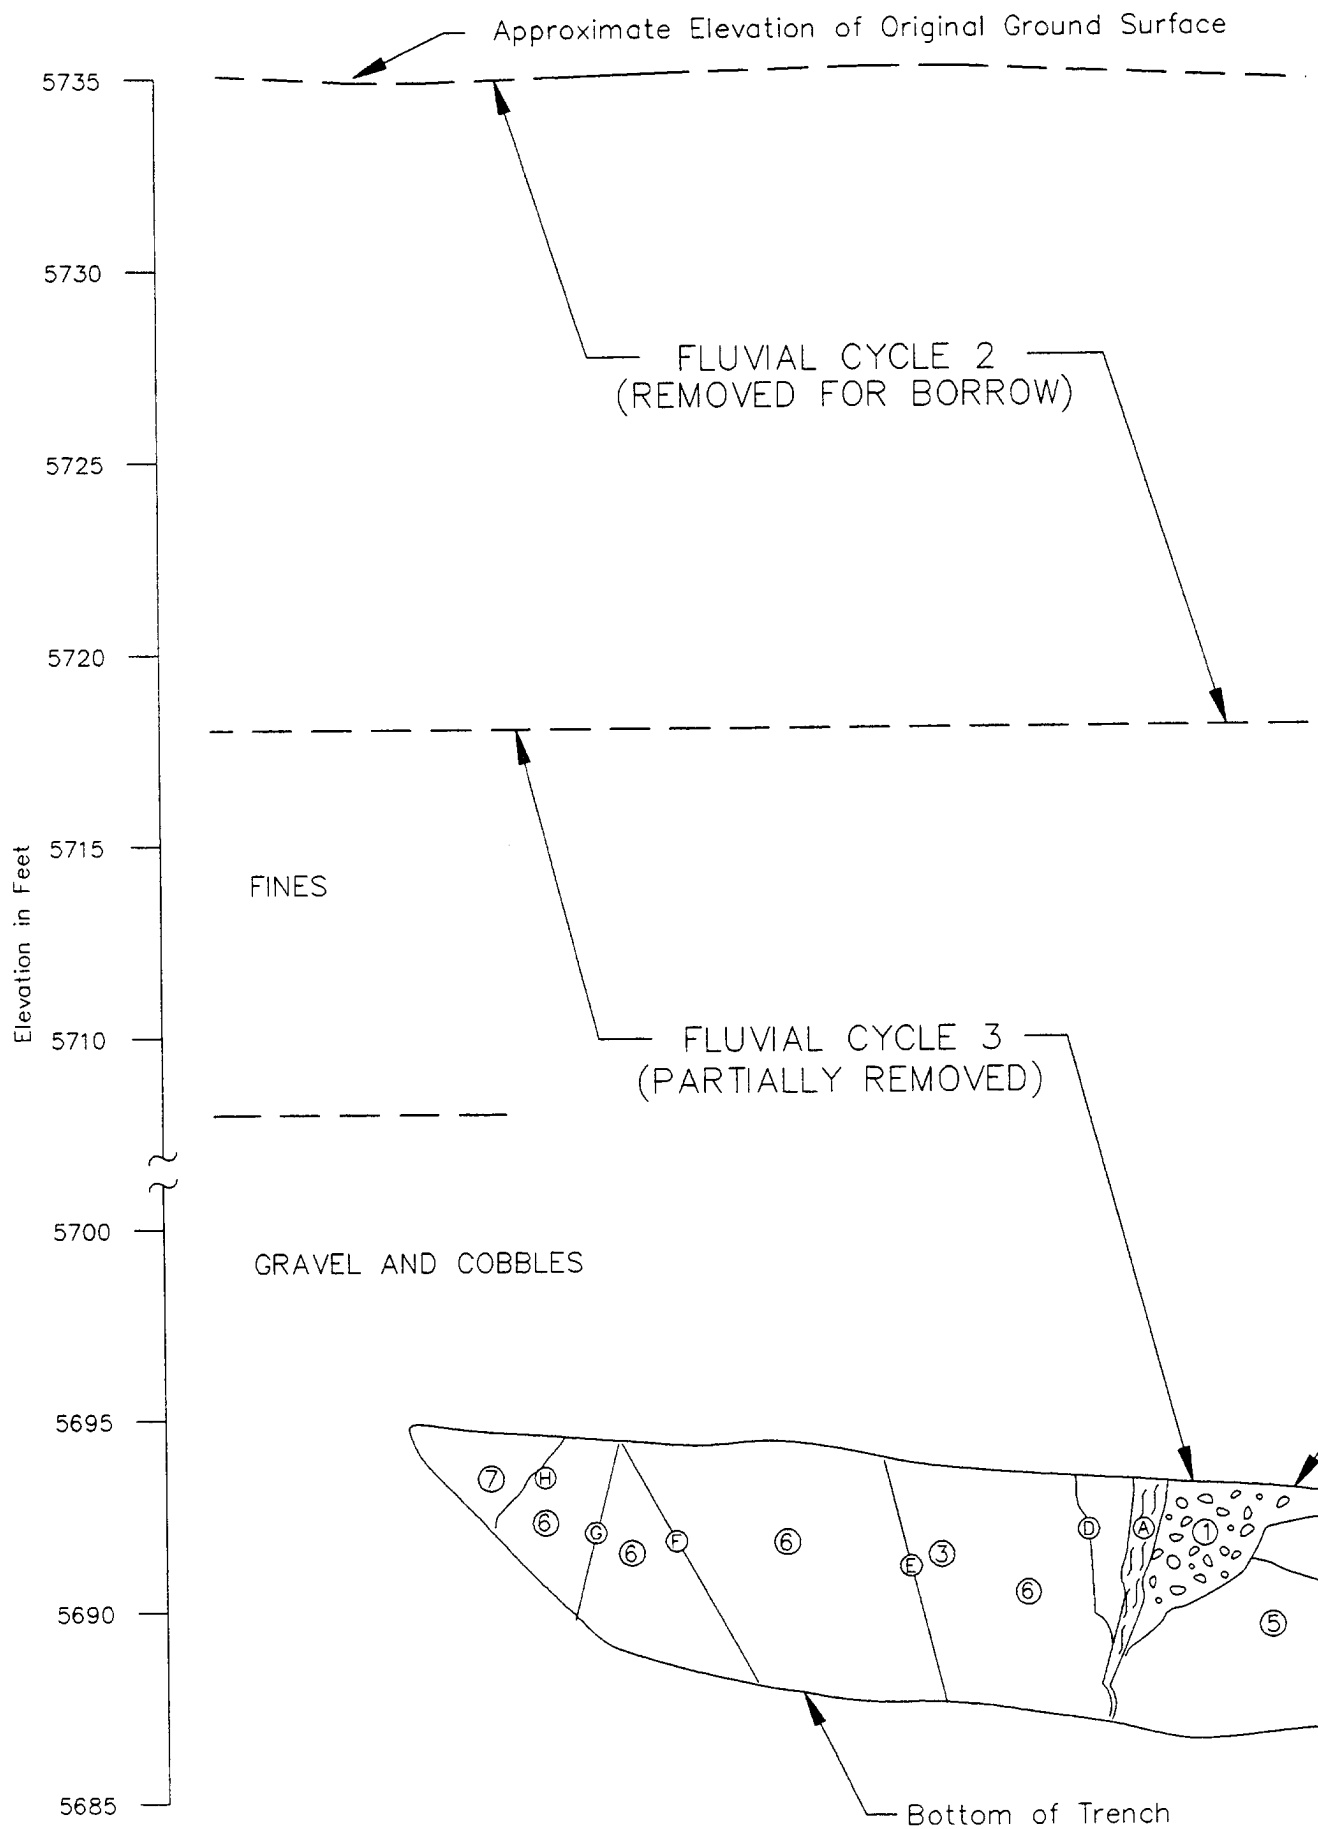 Approximate Elevation of Original Ground Surface
5735
5730
FLUVIAL CYCLE 2
(REMOVED FOR BORROW)
5725
5720
5715
FINES
Elevation in Feet
5710
FLUVIAL CYCLE 3
(PARTIALLY REMOVED)
5700
GRAVEL AND COBBLES
5695
7
H
6
G
6
F
6
E
3
6
D
A
1
5690
5
5685
Bottom of Trench